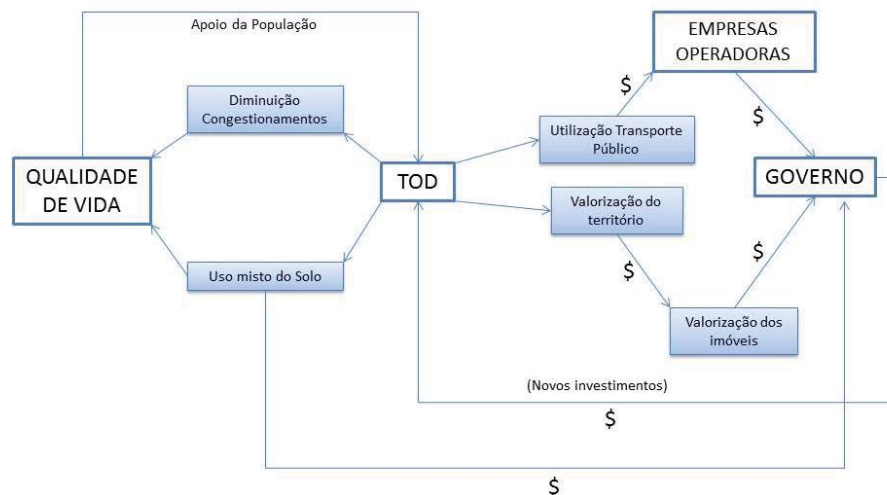 Apoio da População
EMPRESAS
OPERADORAS
Diminuição
Congestionamentos
$
$
Utilização Transporte
Público
QUALIDADE
DE VIDA
TOD
GOVERNO
Valorização do
território
$
$
Uso misto do Solo
Valorização dos
imóveis
(Novos investimentos)
$
$